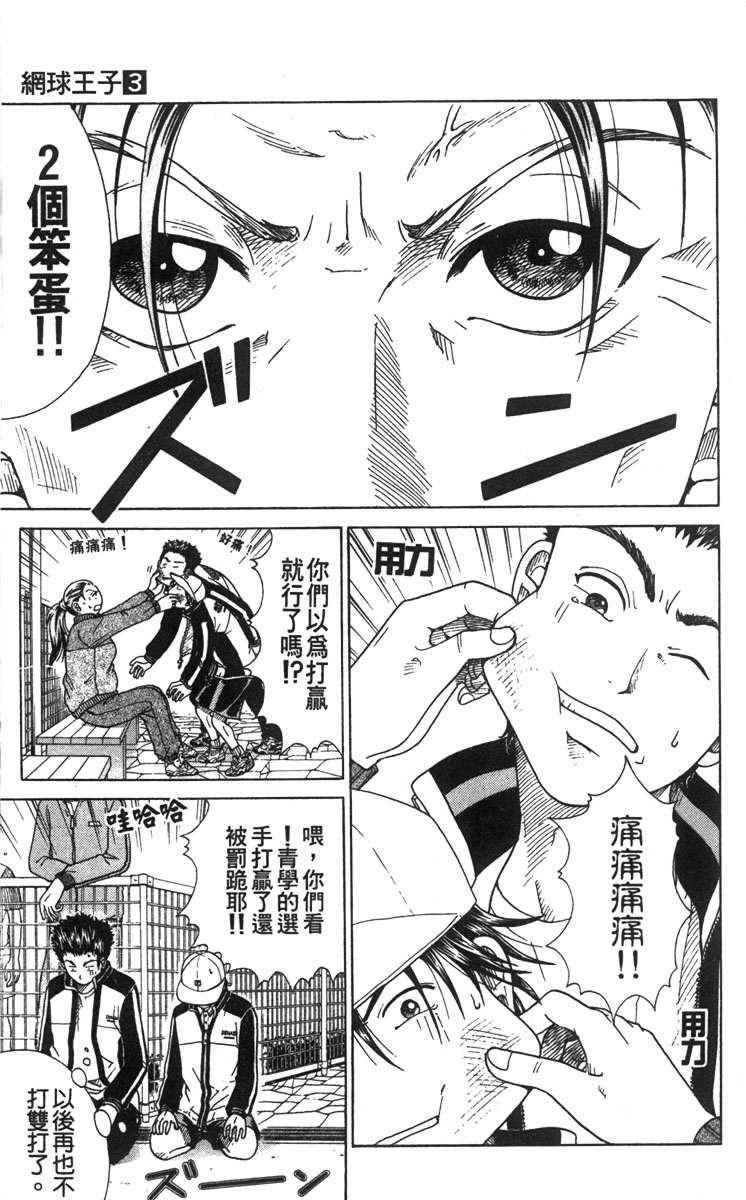 網球王子3
2個笨蛋!!
ズン
用力
痛痛痛痛!!
用力
你們以爲打贏
就行了嗎!?
好痛!
痛痛痛!
哇哈哈
喂,你們看
!青學的選
手打贏了還
被罰跪耶!!
ズーン
以後再也不
打雙打了。